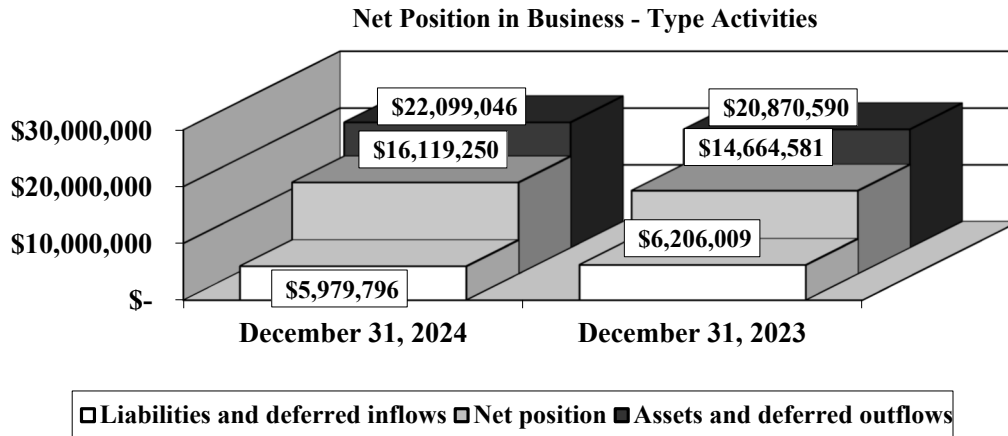 Net Position in Business - Type Activities
$30,000,000
$20,000,000
$10,000,000
$-
$22,099,046
$16,119,250
$5,979,796
$20,870,590
$14,664,581
$6,206,009
December 31, 2024
December 31, 2023
Liabilities and deferred inflows
Net position
Assets and deferred outflows